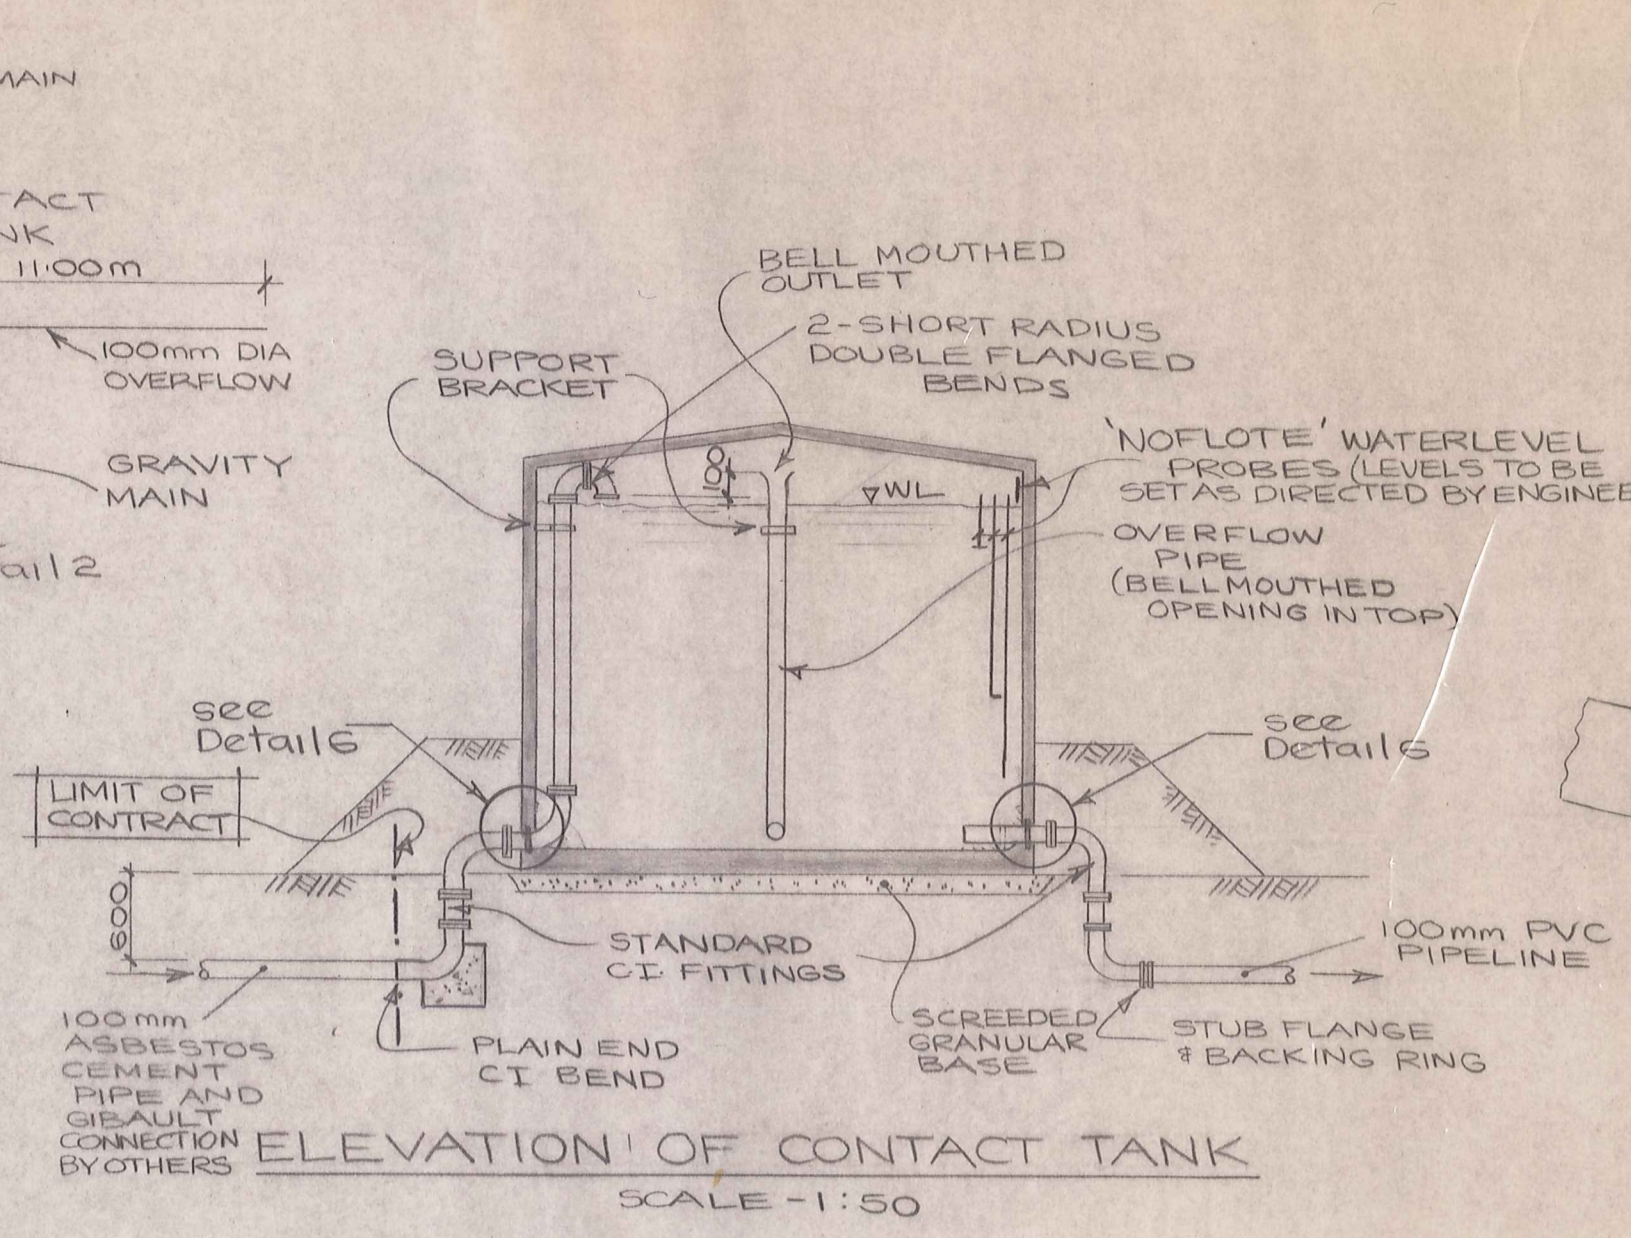 MAIN
TACT
NK
11.00m
100mm DIA
OVERFLOW
GRAVITY
MAIN
ail 2
BELL MOUTHED
OUTLET
2-SHORT RADIUS
DOUBLE FLANGED
BENDS
SUPPORT
BRACKET
'NOFLOTE' WATERLEVEL
PROBES (LEVELS TO BE
SET AS DIRECTED BY ENGINEE
100
WL
OVERFLOW
PIPE
(BELLMOUTHED
OPENING IN TOP)
see
Detail 6
see
Detail 6
LIMIT OF
CONTRACT
600
STANDARD
C.I. FITTINGS
100mm PVC
PIPELINE
100mm
ASBESTOS
CEMENT
PIPE AND
GIBAULT
CONNECTION
BY OTHERS
PLAIN END
CI BEND
SCREEDED
GRANULAR
BASE
STUB FLANGE
& BACKING RING
ELEVATION OF CONTACT TANK
SCALE - 1:50